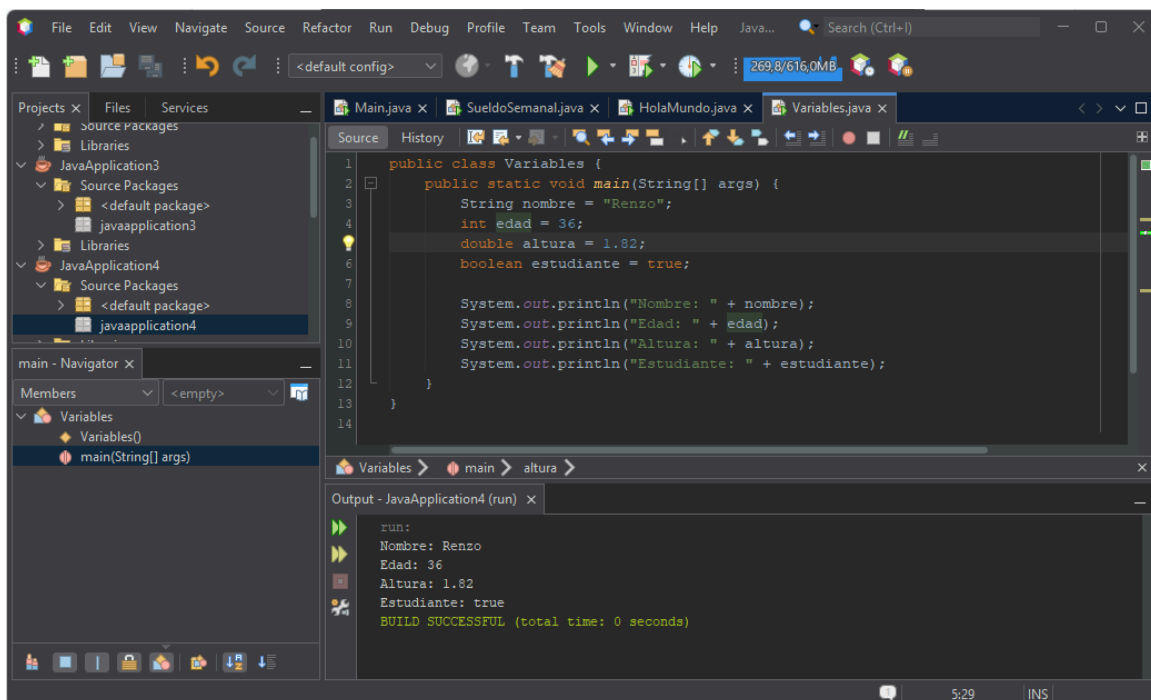 File Edit View Navigate Source Refactor Run Debug Profile Team Tools Window Help Java... Search (Ctrl+I)
<default config> 269,8/616,0MB
Projects Files Services
Source Packages
Libraries
JavaApplication3
Source Packages
<default package>
javaapplication3
Libraries
JavaApplication4
Source Packages
<default package>
javaapplication4
main - Navigator
Members <empty>
Variables
Variables()
main(String[] args)
Main.java SueldoSemanal.java HolaMundo.java Variables.java
Source History
1 public class Variables {
2 public static void main(String[] args) {
3 String nombre = "Renzo";
4 int edad = 36;
double altura = 1.82;
6 boolean estudiante = true;
7
8 System.out.println("Nombre: " + nombre);
9 System.out.println("Edad: " + edad);
10 System.out.println("Altura: " + altura);
11 System.out.println("Estudiante: " + estudiante);
12 }
13 }
14
Variables main altura
Output - JavaApplication4 (run)
run:
Nombre: Renzo
Edad: 36
Altura: 1.82
Estudiante: true
BUILD SUCCESSFUL (total time: 0 seconds)
5:29 INS